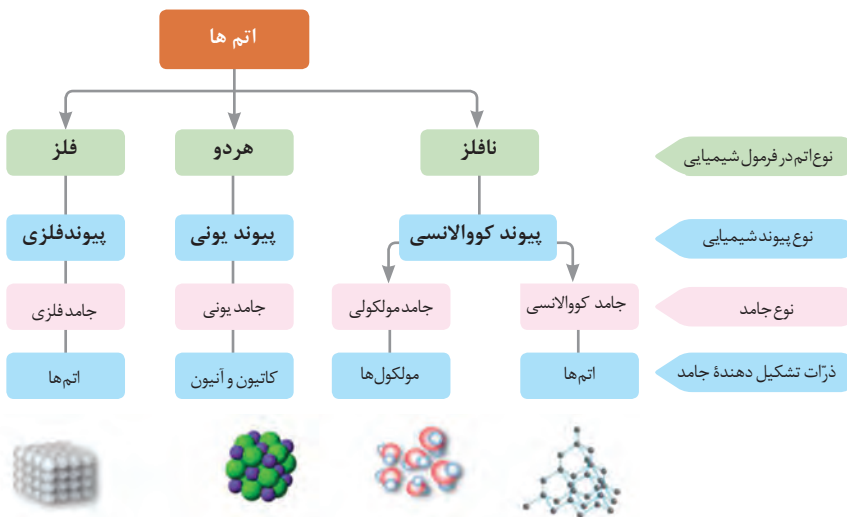 اتم ها
نوع اتم در فرمول شیمیایی
نافلز
هردو
فلز
نوع پیوند شیمیایی
پیوند کووالانسی
پیوند یونی
پیوند فلزی
نوع جامد
جامد کووالانسی
جامد مولکولی
جامد یونی
جامد فلزی
ذرّات تشکیل دهندۀ جامد
اتم‌ها
مولکول‌ها
کاتیون و آنیون
اتم‌ها